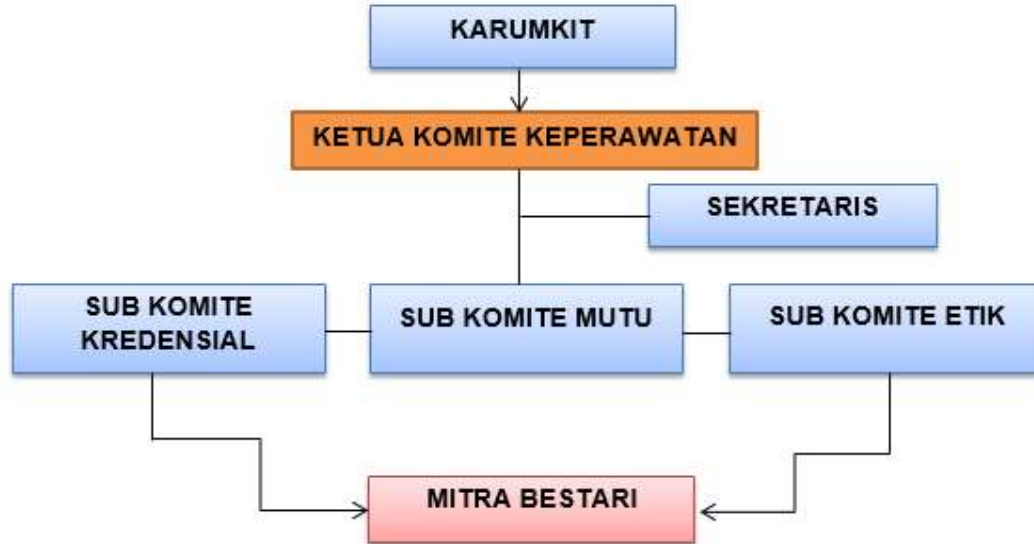 KARUMKIT
KETUA KOMITE KEPERAWATAN
SEKRETARIS
SUB KOMITE
KREDENSIAL
SUB KOMITE MUTU
SUB KOMITE ETIK
MITRA BESTARI